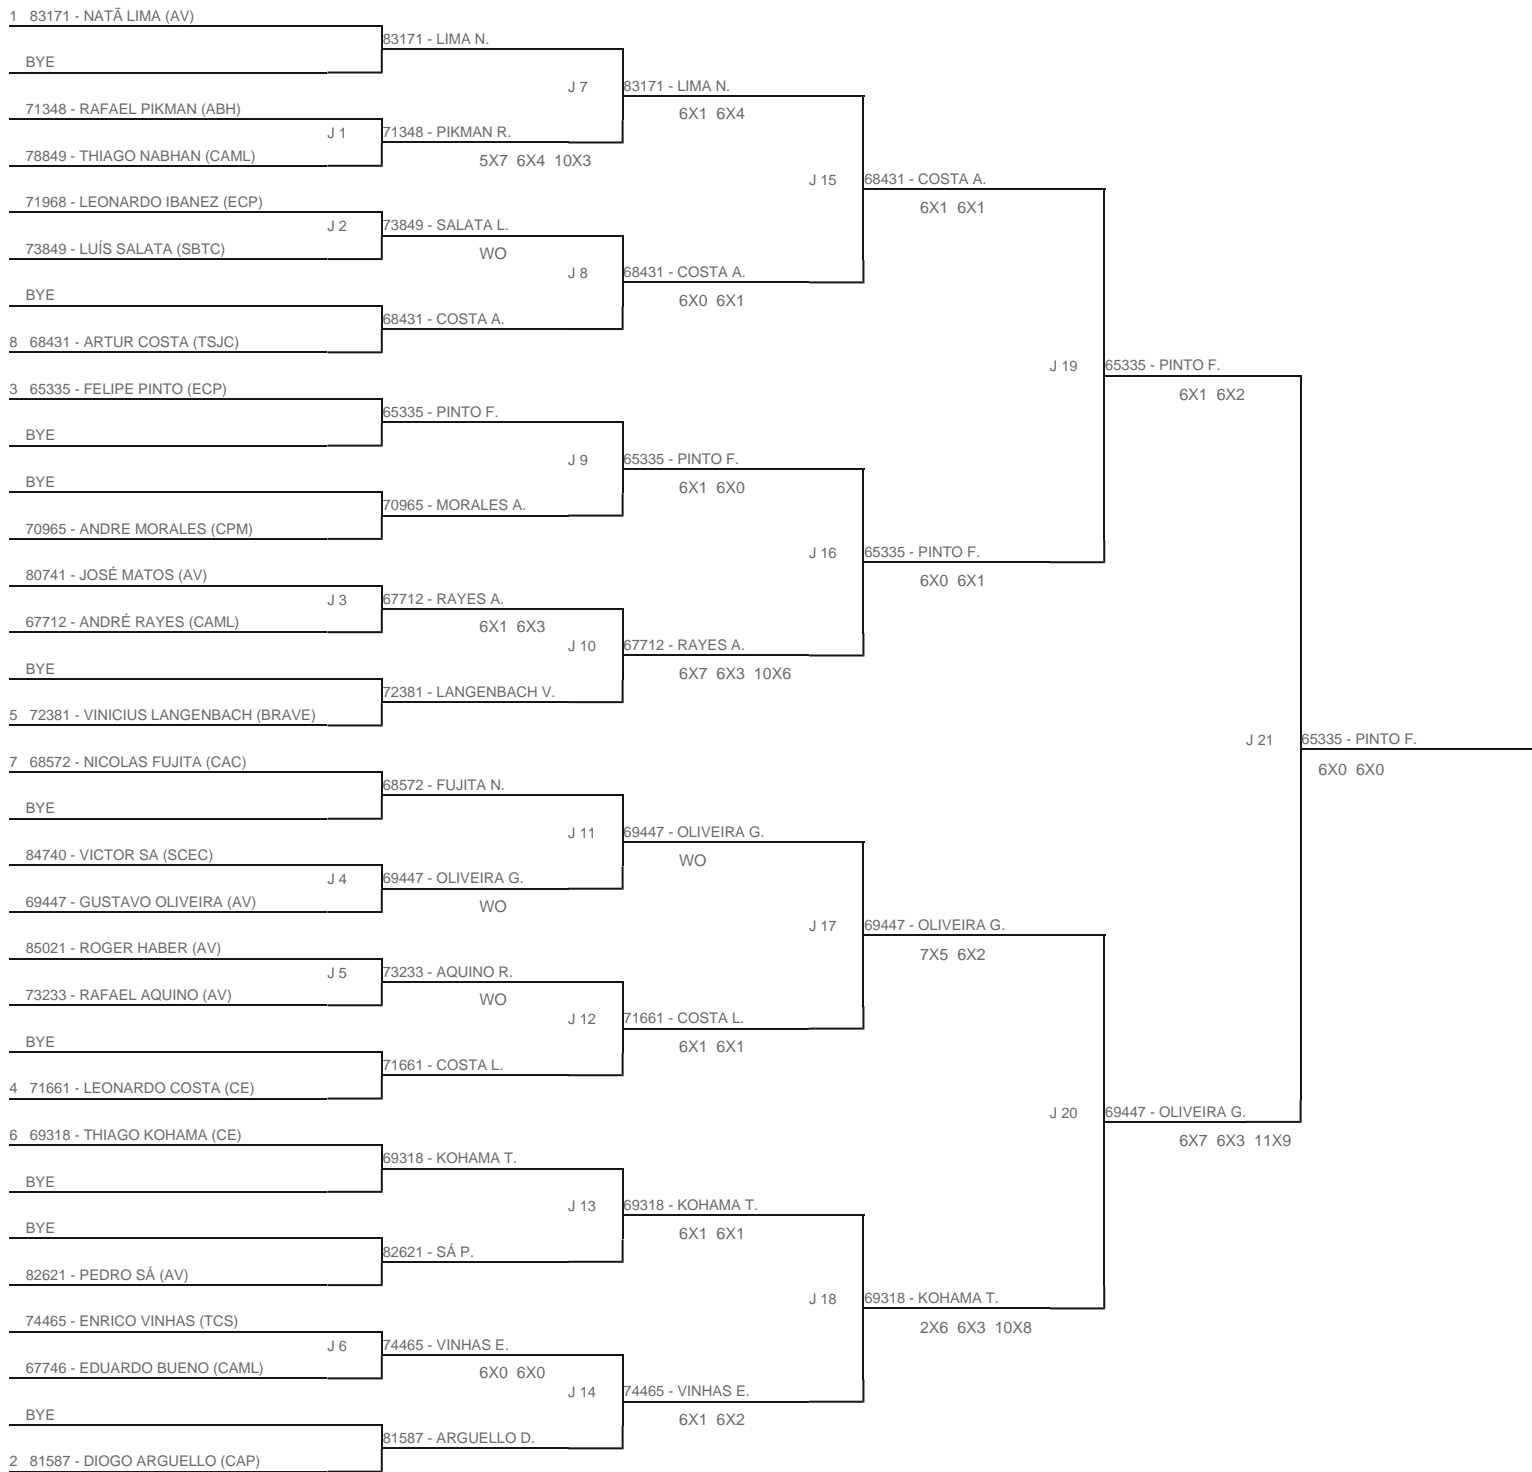 1 83171 - NATÃ LIMA (AV)
83171 - LIMA N.
BYE
J 7
83171 - LIMA N.
71348 - RAFAEL PIKMAN (ABH)
6X1 6X4
J 1
71348 - PIKMAN R.
78849 - THIAGO NABHAN (CAML)
5X7 6X4 10X3
J 15
68431 - COSTA A.
71968 - LEONARDO IBANEZ (ECP)
6X1 6X1
J 2
73849 - SALATA L.
73849 - LUÍS SALATA (SBTC)
WO
J 8
68431 - COSTA A.
BYE
6X0 6X1
68431 - COSTA A.
8 68431 - ARTUR COSTA (TSJC)
J 19
65335 - PINTO F.
3 65335 - FELIPE PINTO (ECP)
6X1 6X2
65335 - PINTO F.
BYE
J 9
65335 - PINTO F.
BYE
6X1 6X0
70965 - MORALES A.
70965 - ANDRE MORALES (CPM)
J 16
65335 - PINTO F.
80741 - JOSÉ MATOS (AV)
6X0 6X1
J 3
67712 - RAYES A.
67712 - ANDRÉ RAYES (CAML)
6X1 6X3
J 10
67712 - RAYES A.
BYE
6X7 6X3 10X6
72381 - LANGENBACH V.
5 72381 - VINICIUS LANGENBACH (BRAVE)
J 21
65335 - PINTO F.
7 68572 - NICOLAS FUJITA (CAC)
6X0 6X0
68572 - FUJITA N.
BYE
J 11
69447 - OLIVEIRA G.
84740 - VICTOR SA (SCEC)
WO
J 4
69447 - OLIVEIRA G.
69447 - GUSTAVO OLIVEIRA (AV)
WO
J 17
69447 - OLIVEIRA G.
85021 - ROGER HABER (AV)
7X5 6X2
J 5
73233 - AQUINO R.
73233 - RAFAEL AQUINO (AV)
WO
J 12
71661 - COSTA L.
BYE
6X1 6X1
71661 - COSTA L.
4 71661 - LEONARDO COSTA (CE)
J 20
69447 - OLIVEIRA G.
6 69318 - THIAGO KOHAMA (CE)
6X7 6X3 11X9
69318 - KOHAMA T.
BYE
J 13
69318 - KOHAMA T.
BYE
6X1 6X1
82621 - SÁ P.
82621 - PEDRO SÁ (AV)
J 18
69318 - KOHAMA T.
74465 - ENRICO VINHAS (TCS)
2X6 6X3 10X8
J 6
74465 - VINHAS E.
67746 - EDUARDO BUENO (CAML)
6X0 6X0
J 14
74465 - VINHAS E.
BYE
6X1 6X2
81587 - ARGUELLO D.
2 81587 - DIOGO ARGUELLO (CAP)